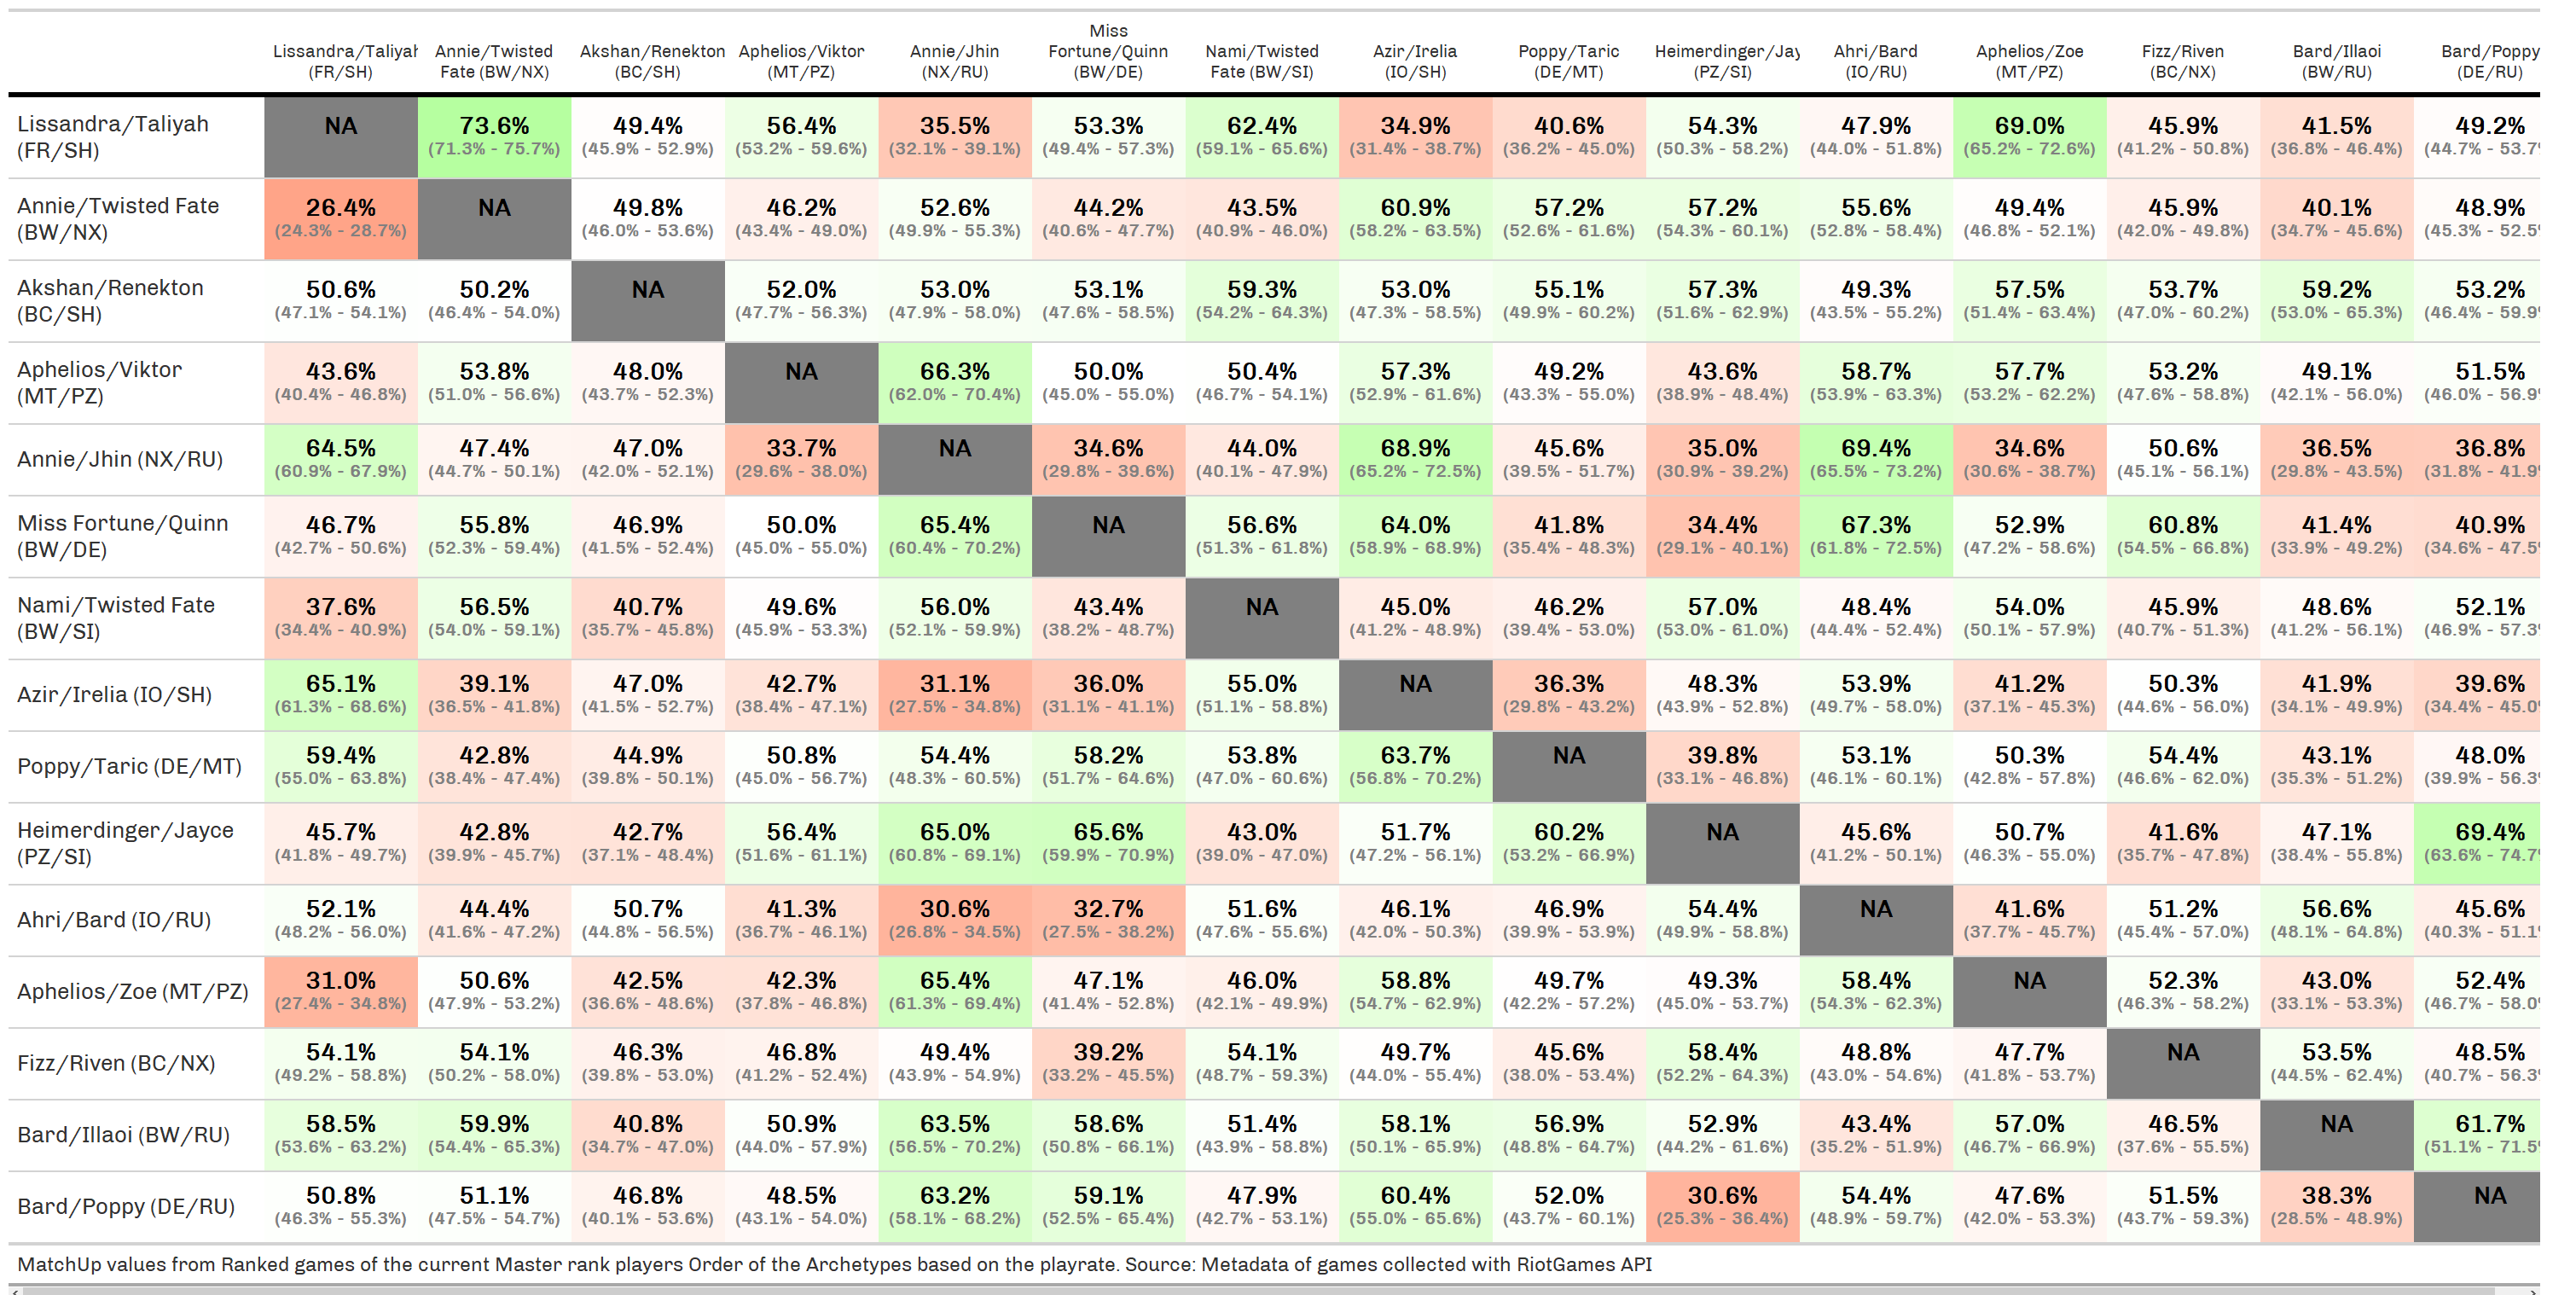 Miss
Lissandra/Taliyah Annie/Twisted Akshan/Renekton Aphelios/Viktor Annie/Jhin Fortune/Quinn Nami/Twisted Azir/Irelia Poppy/Taric Heimerdinger/Jay Ahri/Bard Aphelios/Zoe Fizz/Riven Bard/Illaoi Bard/Poppy
(FR/SH) Fate (BW/NX) (BC/SH) (MT/PZ) (NX/RU) (BW/DE) Fate (BW/SI) (IO/SH) (DE/MT) (PZ/SI) (IO/RU) (MT/PZ) (BC/NX) (BW/RU) (DE/RU)
Lissandra/Taliyah NA 73.6% 49.4% 56.4% 35.5% 53.3% 62.4% 34.9% 40.6% 54.3% 47.9% 69.0% 45.9% 41.5% 49.2%
(FR/SH) (71.3% - 75.7%) (45.9% - 52.9%) (53.2% - 59.6%) (32.1% - 39.1%) (49.4% - 57.3%) (59.1% - 65.6%) (31.4% - 38.7%) (36.2% - 45.0%) (50.3% - 58.2%) (44.0% - 51.8%) (65.2% - 72.6%) (41.2% - 50.8%) (36.8% - 46.4%) (44.7% - 53.7
Annie/Twisted Fate 26.4% NA 49.8% 46.2% 52.6% 44.2% 43.5% 60.9% 57.2% 57.2% 55.6% 49.4% 45.9% 40.1% 48.9%
(BW/NX) (24.3% - 28.7%) (46.0% - 53.6%) (43.4% - 49.0%) (49.9% - 55.3%) (40.6% - 47.7%) (40.9% - 46.0%) (58.2% - 63.5%) (52.6% - 61.6%) (54.3% - 60.1%) (52.8% - 58.4%) (46.8% - 52.1%) (42.0% - 49.8%) (34.7% - 45.6%) (45.3% - 52.5
Akshan/Renekton 50.6% 50.2% NA 52.0% 53.0% 53.1% 59.3% 53.0% 55.1% 57.3% 49.3% 57.5% 53.7% 59.2% 53.2%
(BC/SH) (47.1% - 54.1%) (46.4% - 54.0%) (47.7% - 56.3%) (47.9% - 58.0%) (47.6% - 58.5%) (54.2% - 64.3%) (47.3% - 58.5%) (49.9% - 60.2%) (51.6% - 62.9%) (43.5% - 55.2%) (51.4% - 63.4%) (47.0% - 60.2%) (53.0% - 65.3%) (46.4% - 59.9
Aphelios/Viktor 43.6% 53.8% 48.0% NA 66.3% 50.0% 50.4% 57.3% 49.2% 43.6% 58.7% 57.7% 53.2% 49.1% 51.5%
(MT/PZ) (40.4% - 46.8%) (51.0% - 56.6%) (43.7% - 52.3%) (62.0% - 70.4%) (45.0% - 55.0%) (46.7% - 54.1%) (52.9% - 61.6%) (43.3% - 55.0%) (38.9% - 48.4%) (53.9% - 63.3%) (53.2% - 62.2%) (47.6% - 58.8%) (42.1% - 56.0%) (46.0% - 56.9
Annie/Jhin (NX/RU) 64.5% 47.4% 47.0% 33.7% NA 34.6% 44.0% 68.9% 45.6% 35.0% 69.4% 34.6% 50.6% 36.5% 36.8%
(60.9% - 67.9%) (44.7% - 50.1%) (42.0% - 52.1%) (29.6% - 38.0%) (29.8% - 39.6%) (40.1% - 47.9%) (65.2% - 72.5%) (39.5% - 51.7%) (30.9% - 39.2%) (65.5% - 73.2%) (30.6% - 38.7%) (45.1% - 56.1%) (29.8% - 43.5%) (31.8% - 41.9
Miss Fortune/Quinn 46.7% 55.8% 46.9% 50.0% 65.4% NA 56.6% 64.0% 41.8% 34.4% 67.3% 52.9% 60.8% 41.4% 40.9%
(BW/DE) (42.7% - 50.6%) (52.3% - 59.4%) (41.5% - 52.4%) (45.0% - 55.0%) (60.4% - 70.2%) (51.3% - 61.8%) (58.9% - 68.9%) (35.4% - 48.3%) (29.1% - 40.1%) (61.8% - 72.5%) (47.2% - 58.6%) (54.5% - 66.8%) (33.9% - 49.2%) (34.6% - 47.5
Nami/Twisted Fate 37.6% 56.5% 40.7% 49.6% 56.0% 43.4% NA 45.0% 46.2% 57.0% 48.4% 54.0% 45.9% 48.6% 52.1%
(BW/SI) (34.4% - 40.9%) (54.0% - 59.1%) (35.7% - 45.8%) (45.9% - 53.3%) (52.1% - 59.9%) (38.2% - 48.7%) (41.2% - 48.9%) (39.4% - 53.0%) (53.0% - 61.0%) (44.4% - 52.4%) (50.1% - 57.9%) (40.7% - 51.3%) (41.2% - 56.1%) (46.9% - 57.3
Azir/Irelia (IO/SH) 65.1% 39.1% 47.0% 42.7% 31.1% 36.0% 55.0% NA 36.3% 48.3% 53.9% 41.2% 50.3% 41.9% 39.6%
(61.3% - 68.6%) (36.5% - 41.8%) (41.5% - 52.7%) (38.4% - 47.1%) (27.5% - 34.8%) (31.1% - 41.1%) (51.1% - 58.8%) (29.8% - 43.2%) (43.9% - 52.8%) (49.7% - 58.0%) (37.1% - 45.3%) (44.6% - 56.0%) (34.1% - 49.9%) (34.4% - 45.0
Poppy/Taric (DE/MT) 59.4% 42.8% 44.9% 50.8% 54.4% 58.2% 53.8% 63.7% NA 39.8% 53.1% 50.3% 54.4% 43.1% 48.0%
(55.0% - 63.8%) (38.4% - 47.4%) (39.8% - 50.1%) (45.0% - 56.7%) (48.3% - 60.5%) (51.7% - 64.6%) (47.0% - 60.6%) (56.8% - 70.2%) (33.1% - 46.8%) (46.1% - 60.1%) (42.8% - 57.8%) (46.6% - 62.0%) (35.3% - 51.2%) (39.9% - 56.3
Heimerdinger/Jayce 45.7% 42.8% 42.7% 56.4% 65.0% 65.6% 43.0% 51.7% 60.2% NA 45.6% 50.7% 41.6% 47.1% 69.4%
(PZ/SI) (41.8% - 49.7%) (39.9% - 45.7%) (37.1% - 48.4%) (51.6% - 61.1%) (60.8% - 69.1%) (59.9% - 70.9%) (39.0% - 47.0%) (47.2% - 56.1%) (53.2% - 66.9%) (41.2% - 50.1%) (46.3% - 55.0%) (35.7% - 47.8%) (38.4% - 55.8%) (63.6% - 74.7
Ahri/Bard (IO/RU) 52.1% 44.4% 50.7% 41.3% 30.6% 32.7% 51.6% 46.1% 46.9% 54.4% NA 41.6% 51.2% 56.6% 45.6%
(48.2% - 56.0%) (41.6% - 47.2%) (44.8% - 56.5%) (36.7% - 46.1%) (26.8% - 34.5%) (27.5% - 38.2%) (47.6% - 55.6%) (42.0% - 50.3%) (39.9% - 53.9%) (49.9% - 58.8%) (37.7% - 45.7%) (45.4% - 57.0%) (48.1% - 64.8%) (40.3% - 51.1
Aphelios/Zoe (MT/PZ) 31.0% 50.6% 42.5% 42.3% 65.4% 47.1% 46.0% 58.8% 49.7% 49.3% 58.4% NA 52.3% 43.0% 52.4%
(27.4% - 34.8%) (47.9% - 53.2%) (36.6% - 48.6%) (37.8% - 46.8%) (61.3% - 69.4%) (41.4% - 52.8%) (42.1% - 49.9%) (54.7% - 62.9%) (42.2% - 57.2%) (45.0% - 53.7%) (54.3% - 62.3%) (46.3% - 58.2%) (33.1% - 53.3%) (46.7% - 58.0
Fizz/Riven (BC/NX) 54.1% 54.1% 46.3% 46.8% 49.4% 39.2% 54.1% 49.7% 45.6% 58.4% 48.8% 47.7% NA 53.5% 48.5%
(49.2% - 58.8%) (50.2% - 58.0%) (39.8% - 53.0%) (41.2% - 52.4%) (43.9% - 54.9%) (33.2% - 45.5%) (48.7% - 59.3%) (44.0% - 55.4%) (38.0% - 53.4%) (52.2% - 64.3%) (43.0% - 54.6%) (41.8% - 53.7%) (44.5% - 62.4%) (40.7% - 56.3
Bard/Illaoi (BW/RU) 58.5% 59.9% 40.8% 50.9% 63.5% 58.6% 51.4% 58.1% 56.9% 52.9% 43.4% 57.0% 46.5% NA 61.7%
(53.6% - 63.2%) (54.4% - 65.3%) (34.7% - 47.0%) (44.0% - 57.9%) (56.5% - 70.2%) (50.8% - 66.1%) (43.9% - 58.8%) (50.1% - 65.9%) (48.8% - 64.7%) (44.2% - 61.6%) (35.2% - 51.9%) (46.7% - 66.9%) (37.6% - 55.5%) (51.1% - 71.5
Bard/Poppy (DE/RU) 50.8% 51.1% 46.8% 48.5% 63.2% 59.1% 47.9% 60.4% 52.0% 30.6% 54.4% 47.6% 51.5% 38.3% NA
(46.3% - 55.3%) (47.5% - 54.7%) (40.1% - 53.6%) (43.1% - 54.0%) (58.1% - 68.2%) (52.5% - 65.4%) (42.7% - 53.1%) (55.0% - 65.6%) (43.7% - 60.1%) (25.3% - 36.4%) (48.9% - 59.7%) (42.0% - 53.3%) (43.7% - 59.3%) (28.5% - 48.9%)
MatchUp values from Ranked games of the current Master rank players Order of the Archetypes based on the playrate. Source: Metadata of games collected with RiotGames API